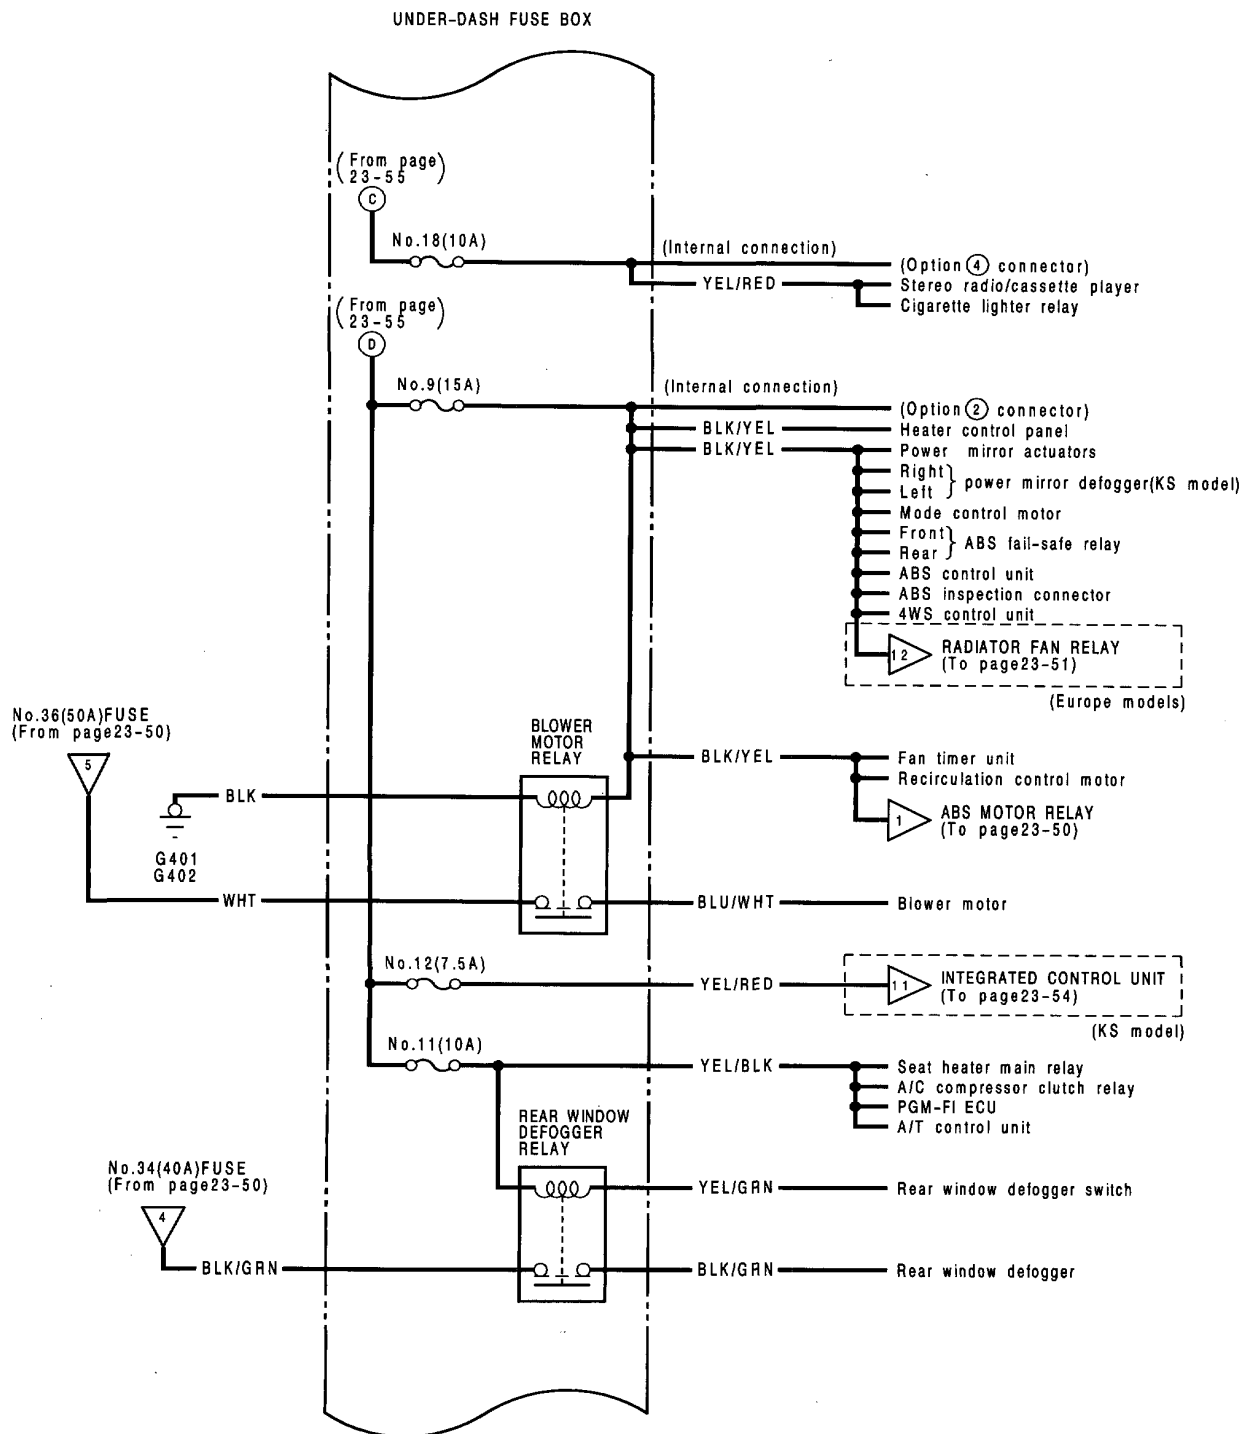 UNDER-DASH FUSE BOX
(From page)
23-55
C
No.18(10A)
(Internal connection)
(Option ④ connector)
YEL/RED
Stereo radio/cassette player
Cigarette lighter relay
(From page)
23-55
D
No.9(15A)
(Internal connection)
(Option ② connector)
BLK/YEL
Heater control panel
BLK/YEL
Power mirror actuators
Right
Left
power mirror defogger(KS model)
Mode control motor
Front
Rear
ABS fail-safe relay
ABS control unit
ABS inspection connector
4WS control unit
12
RADIATOR FAN RELAY
(To page23-51)
(Europe models)
No.36(50A)FUSE
(From page23-50)
5
BLOWER
MOTOR
RELAY
BLK/YEL
Fan timer unit
Recirculation control motor
1
ABS MOTOR RELAY
(To page23-50)
BLK
G401
G402
WHT
BLU/WHT
Blower motor
No.12(7.5A)
YEL/RED
11
INTEGRATED CONTROL UNIT
(To page23-54)
(KS model)
No.11(10A)
YEL/BLK
Seat heater main relay
A/C compressor clutch relay
PGM-FI ECU
A/T control unit
REAR WINDOW
DEFOGGER
RELAY
No.34(40A)FUSE
(From page23-50)
4
YEL/GRN
Rear window defogger switch
BLK/GRN
BLK/GRN
Rear window defogger